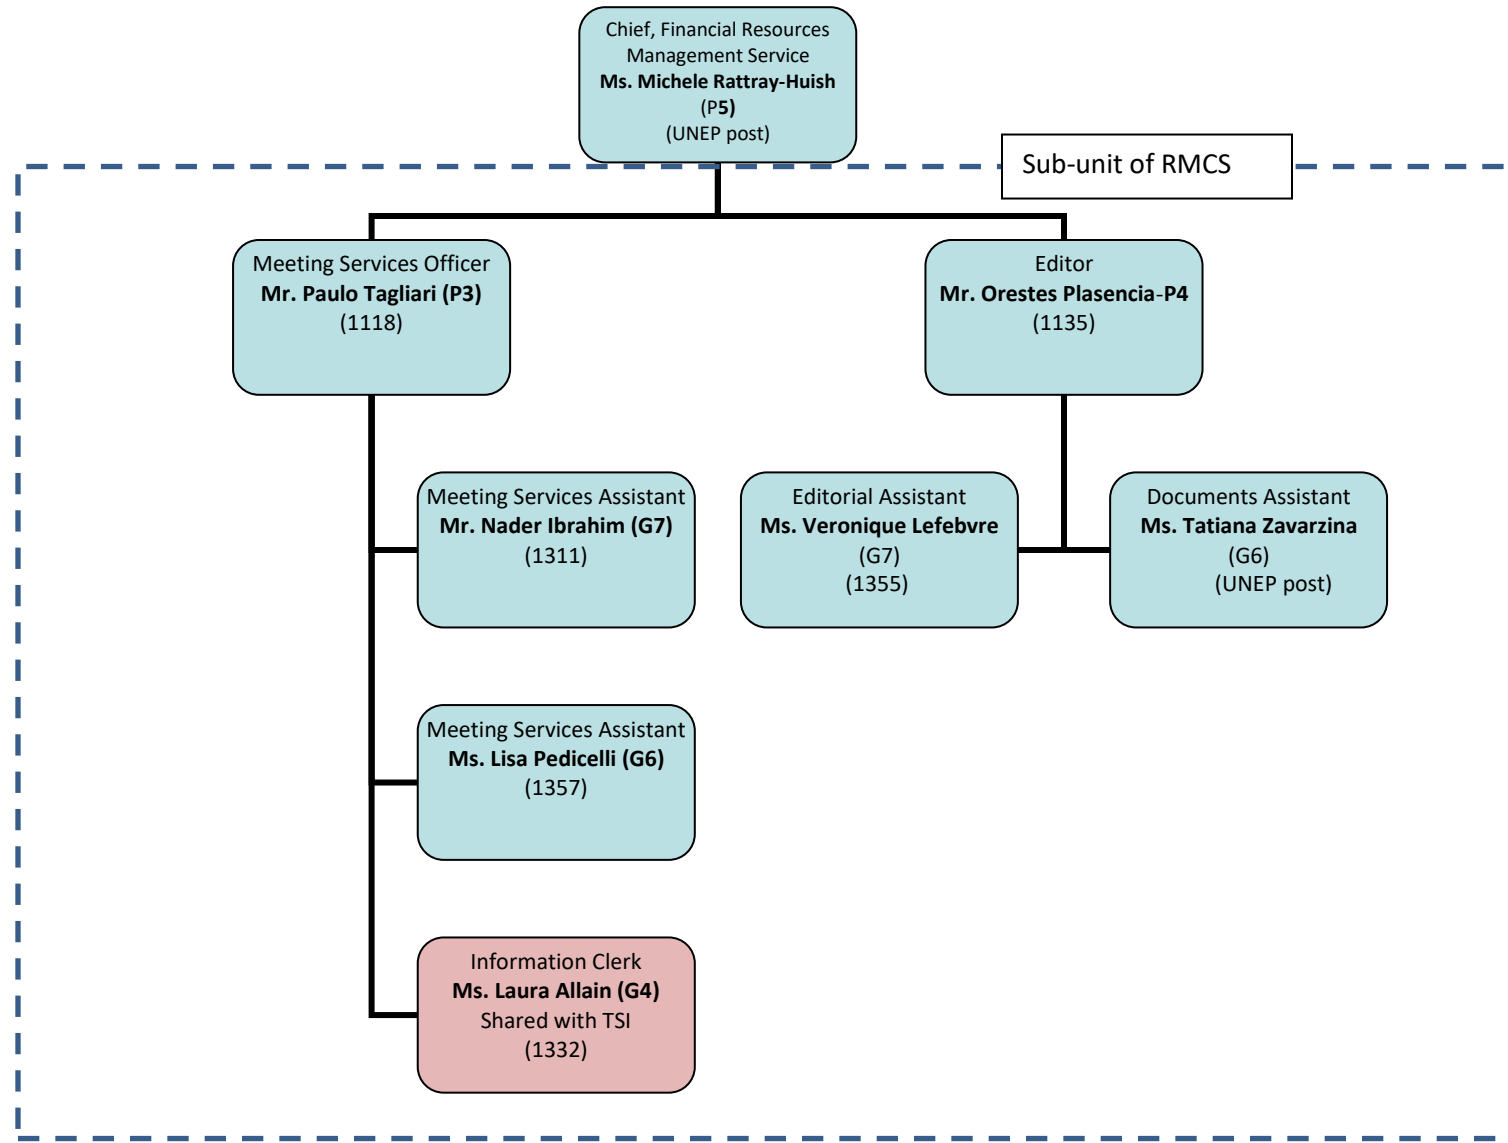 Chief, Financial Resources
Management Service
Ms. Michele Rattray-Huish
(P5)
(UNEP post)
Sub-unit of RMCS
Meeting Services Officer
Mr. Paulo Tagliari (P3)
(1118)
Editor
Mr. Orestes Plasencia-P4
(1135)
Meeting Services Assistant
Mr. Nader Ibrahim (G7)
(1311)
Editorial Assistant
Ms. Veronique Lefebvre
(G7)
(1355)
Documents Assistant
Ms. Tatiana Zavarzina
(G6)
(UNEP post)
Meeting Services Assistant
Ms. Lisa Pedicelli (G6)
(1357)
Information Clerk
Ms. Laura Allain (G4)
Shared with TSI
(1332)